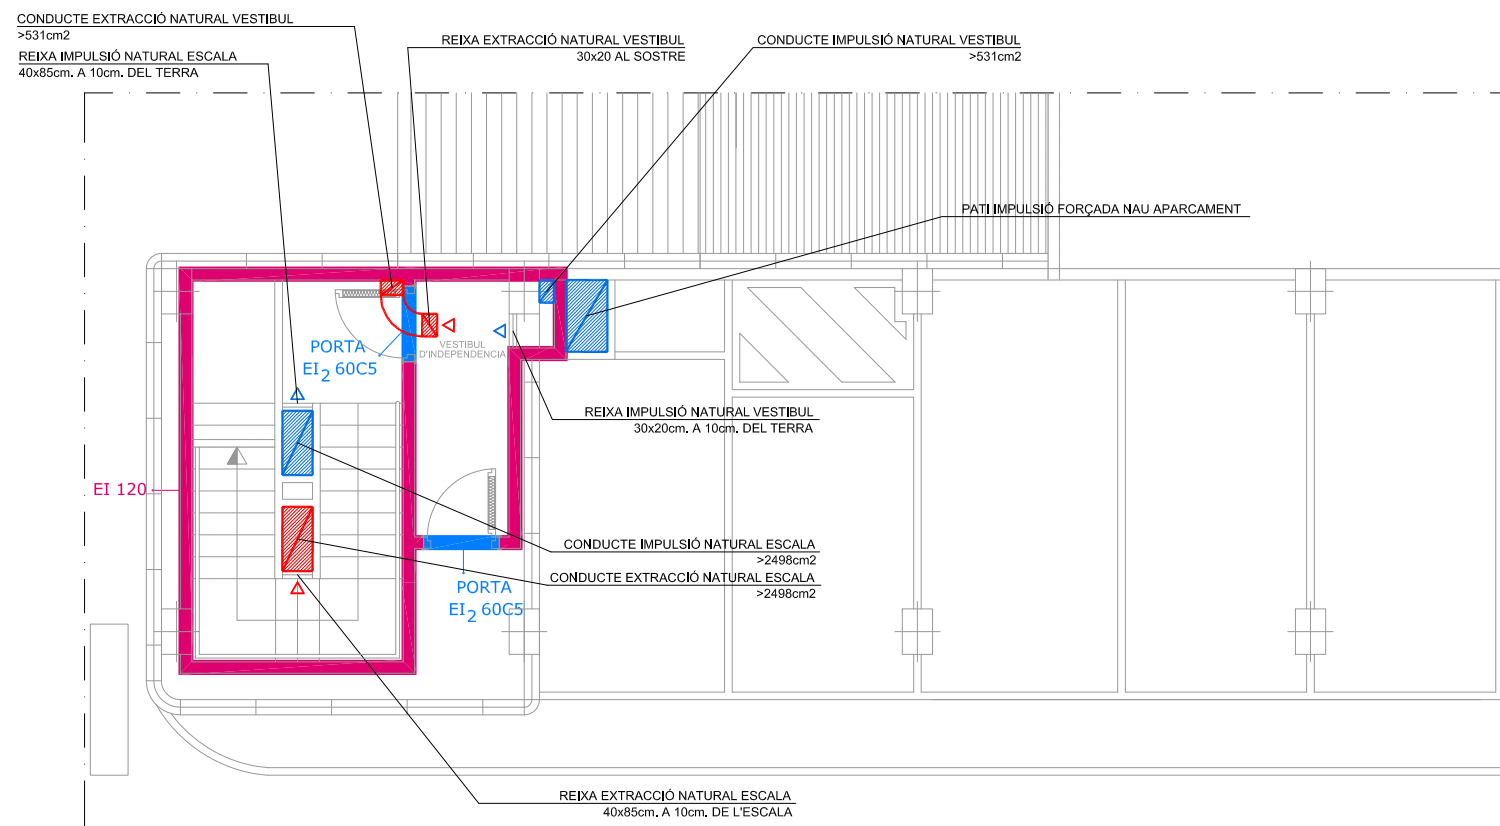 CONDUCTE EXTRACCIÓ NATURAL VESTIBUL
>531cm2
REIXA IMPULSIÓ NATURAL ESCALA
40x85cm. A 10cm. DEL TERRA
REIXA EXTRACCIÓ NATURAL VESTIBUL
30x20 AL SOSTRE
CONDUCTE IMPULSIÓ NATURAL VESTIBUL
>531cm2
PATI IMPULSIÓ FORÇADA NAU APARCAMENT
PORTA
EI2 60C5
VESTIBUL
D'INDEPENDENCIA
REIXA IMPULSIÓ NATURAL VESTIBUL
30x20cm. A 10cm. DEL TERRA
EI 120
CONDUCTE IMPULSIÓ NATURAL ESCALA
>2498cm2
CONDUCTE EXTRACCIÓ NATURAL ESCALA
>2498cm2
PORTA
EI2 60C5
REIXA EXTRACCIÓ NATURAL ESCALA
40x85cm. A 10cm. DE L'ESCALA